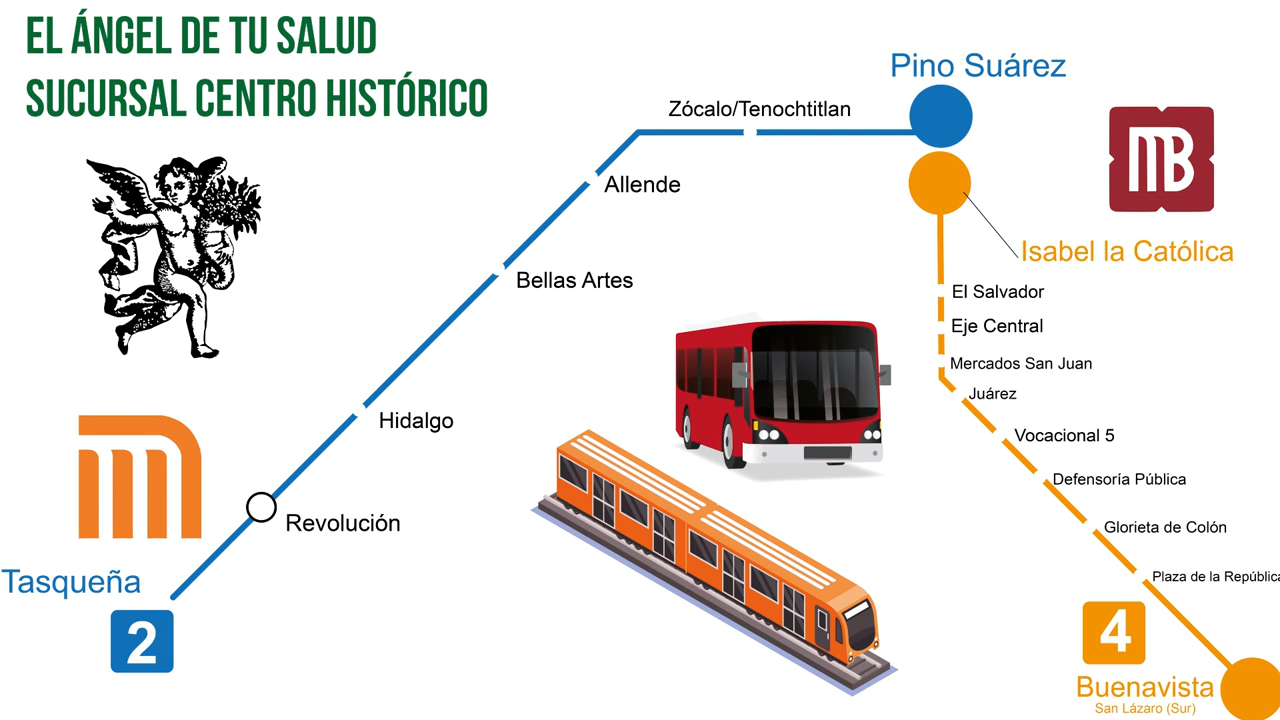 EL ÁNGEL DE TU SALUD
SUCURSAL CENTRO HISTÓRICO
Pino Suárez
Zócalo/Tenochtitlan
Allende
Bellas Artes
Hidalgo
Revolución
Tasqueña
2
MB
Isabel la Católica
El Salvador
Eje Central
Mercados San Juan
Juárez
Vocacional 5
Defensoría Pública
Glorieta de Colón
Plaza de la República
4
Buenavista
San Lázaro (Sur)